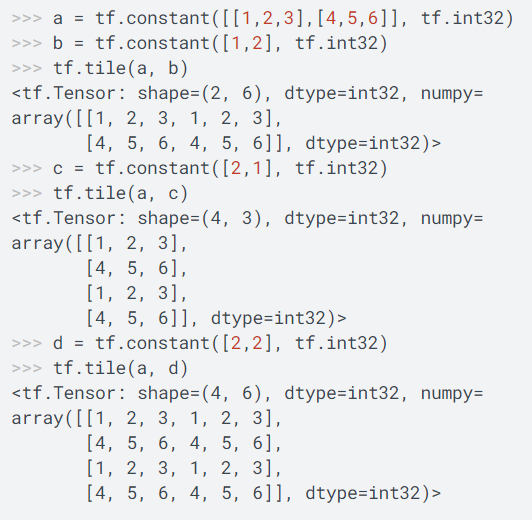 >>> a = tf.constant([[1,2,3],[4,5,6]], tf.int32)
>>> b = tf.constant([1,2], tf.int32)
>>> tf.tile(a, b)
<tf.Tensor: shape=(2, 6), dtype=int32, numpy=
array([[1, 2, 3, 1, 2, 3],
       [4, 5, 6, 4, 5, 6]], dtype=int32)>
>>> c = tf.constant([2,1], tf.int32)
>>> tf.tile(a, c)
<tf.Tensor: shape=(4, 3), dtype=int32, numpy=
array([[1, 2, 3],
       [4, 5, 6],
       [1, 2, 3],
       [4, 5, 6]], dtype=int32)>
>>> d = tf.constant([2,2], tf.int32)
>>> tf.tile(a, d)
<tf.Tensor: shape=(4, 6), dtype=int32, numpy=
array([[1, 2, 3, 1, 2, 3],
       [4, 5, 6, 4, 5, 6],
       [1, 2, 3, 1, 2, 3],
       [4, 5, 6, 4, 5, 6]], dtype=int32)>